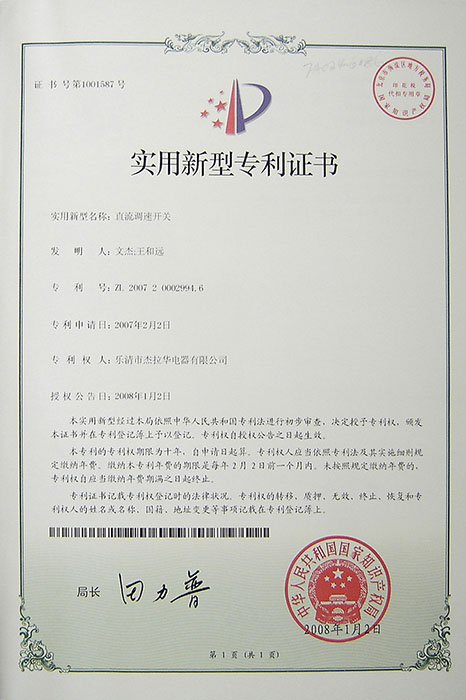 证书号第1001587号
印花税
代扣专用章
国家知识产权局
实用新型专利证书
实用新型名称：直流调速开关
发 明 人：文杰;王和远
专 利 号：ZL 2007 2 0002994.6
专利申请日：2007年2月2日
专 利 权 人：乐清市杰拉华电器有限公司
授权公告日：2008年1月2日
本实用新型经过本局依照中华人民共和国专利法进行初步审查，决定授予专利权，颁发
本证书并在专利登记簿上予以登记。专利权自授权公告之日起生效。
本专利的专利权期限为十年，自申请日起算。专利权人应当依照专利法及其实施细则规
定缴纳年费。缴纳本专利年费的期限是每年2月2日前一个月内。未按照规定缴纳年费的，
专利权自应当缴纳年费期满之日起终止。
专利证书记载专利权登记时的法律状况。专利权的转移、质押、无效、终止、恢复和专
利权人的姓名或名称、国籍、地址变更等事项记载在专利登记簿上。
局长 田力普
中华人民共和国国家知识产权局
2008年1月2日
第1页(共1页)